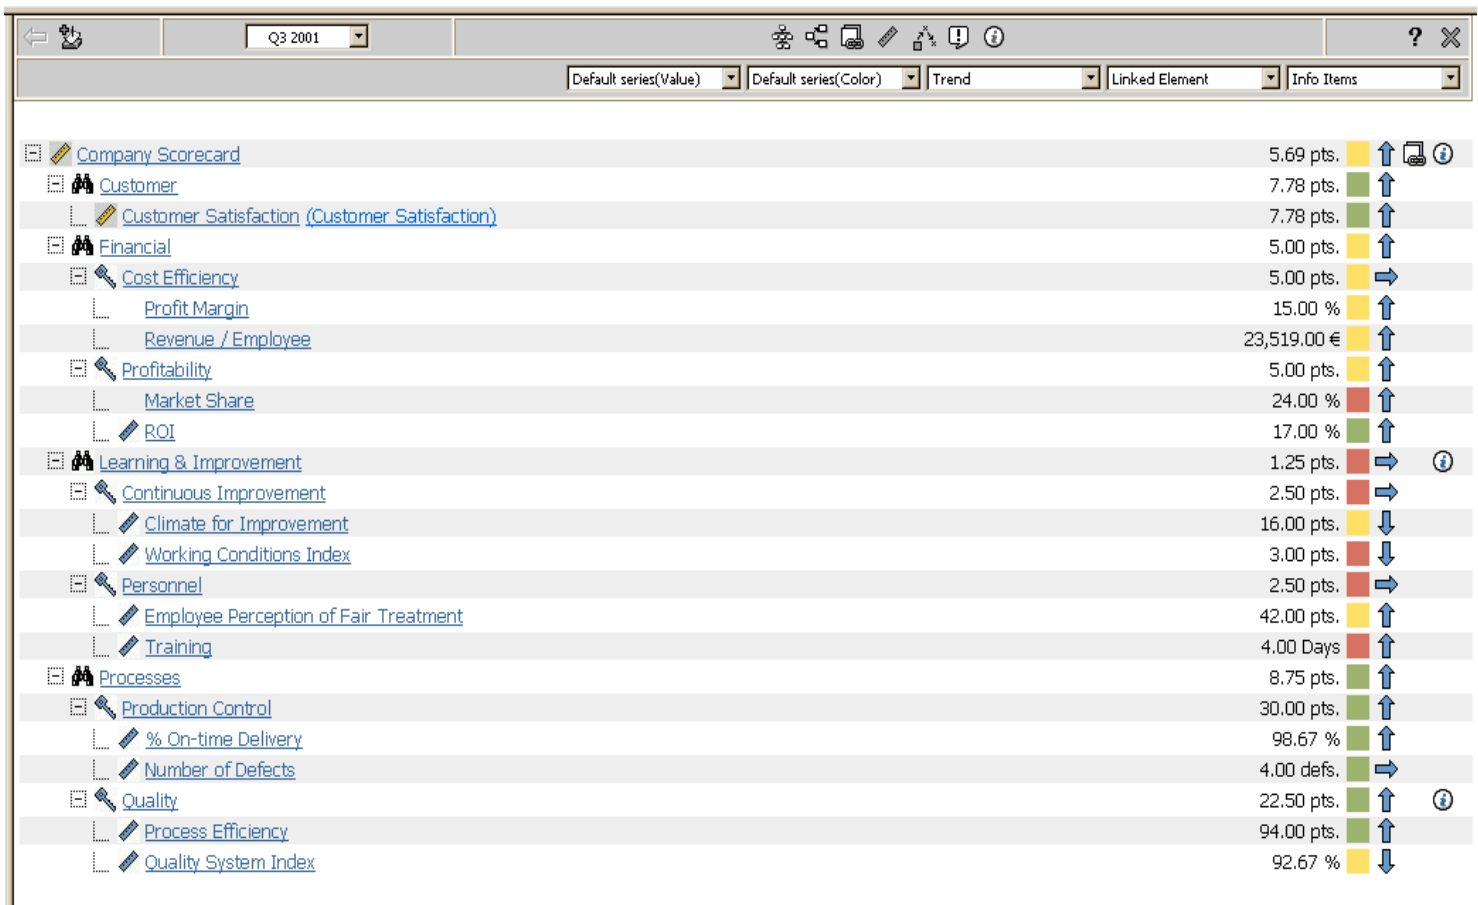 Q3 2001
?
Default series(Value) Default series(Color) Trend Linked Element Info Items
Company Scorecard 5.69 pts.
Customer 7.78 pts.
Customer Satisfaction (Customer Satisfaction) 7.78 pts.
Financial 5.00 pts.
Cost Efficiency 5.00 pts.
Profit Margin 15.00 %
Revenue / Employee 23,519.00 €
Profitability 5.00 pts.
Market Share 24.00 %
ROI 17.00 %
Learning & Improvement 1.25 pts.
Continuous Improvement 2.50 pts.
Climate for Improvement 16.00 pts.
Working Conditions Index 3.00 pts.
Personnel 2.50 pts.
Employee Perception of Fair Treatment 42.00 pts.
Training 4.00 Days
Processes 8.75 pts.
Production Control 30.00 pts.
% On-time Delivery 98.67 %
Number of Defects 4.00 defs.
Quality 22.50 pts.
Process Efficiency 94.00 pts.
Quality System Index 92.67 %